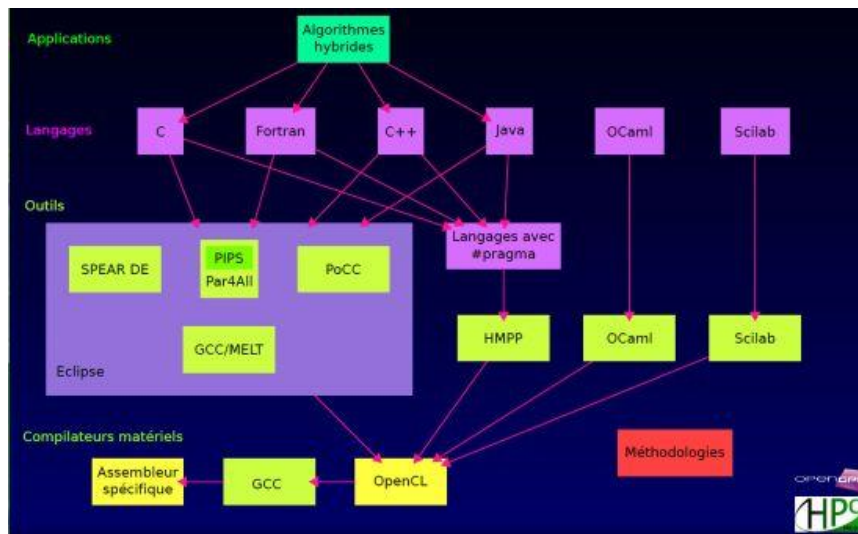 Applications
Algorithmes
hybrides
Langages
C
Fortran
C++
Java
OCaml
Scilab
Outils
Langages avec
#pragma
SPEAR DE
PIPS
Par4All
PoCC
GCC/MELT
HMPP
OCaml
Scilab
Eclipse
Compilateurs matériels
Assembleur
spécifique
GCC
OpenCL
Méthodologies